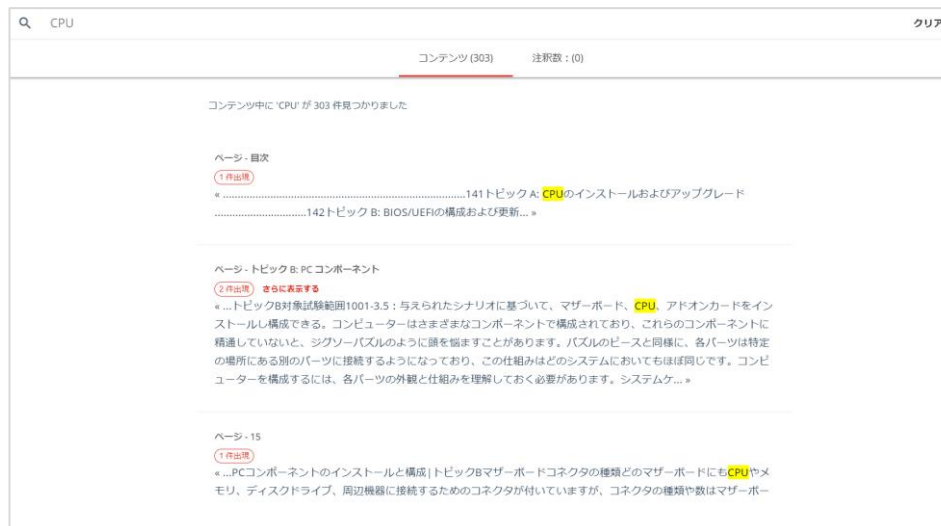 CPU
クリア
コンテンツ (303) 注釈数：(0)
コンテンツ中に 'CPU' が 303 件見つかりました
ページ - 目次
1 件出現
« ......................................................................................141トピック A: CPUのインストールおよびアップグレード
................................142トピック B: BIOS/UEFIの構成および更新... »
ページ - トピック B: PC コンポーネント
2 件出現 さらに表示する
« ...トピックB対象試験範囲1001-3.5：与えられたシナリオに基づいて、マザーボード、CPU、アドオンカードをイン
ストールし構成できる。コンピューターはさまざまなコンポーネントで構成されており、これらのコンポーネントに
精通していないと、ジグソーパズルのように頭を悩ますことがあります。パズルのピースと同様に、各パーツは特定
の場所にある別のパーツに接続するようになっており、この仕組みはどのシステムにおいてもほぼ同じです。コンピ
ューターを構成するには、各パーツの外観と仕組みを理解しておく必要があります。システムケ... »
ページ - 15
1 件出現
« ...PCコンポーネントのインストールと構成|トピックBマザーボードコネクタの種類どのマザーボードにもCPUやメ
モリ、ディスクドライブ、周辺機器に接続するためのコネクタが付いていますが、コネクタの種類や数はマザーボー